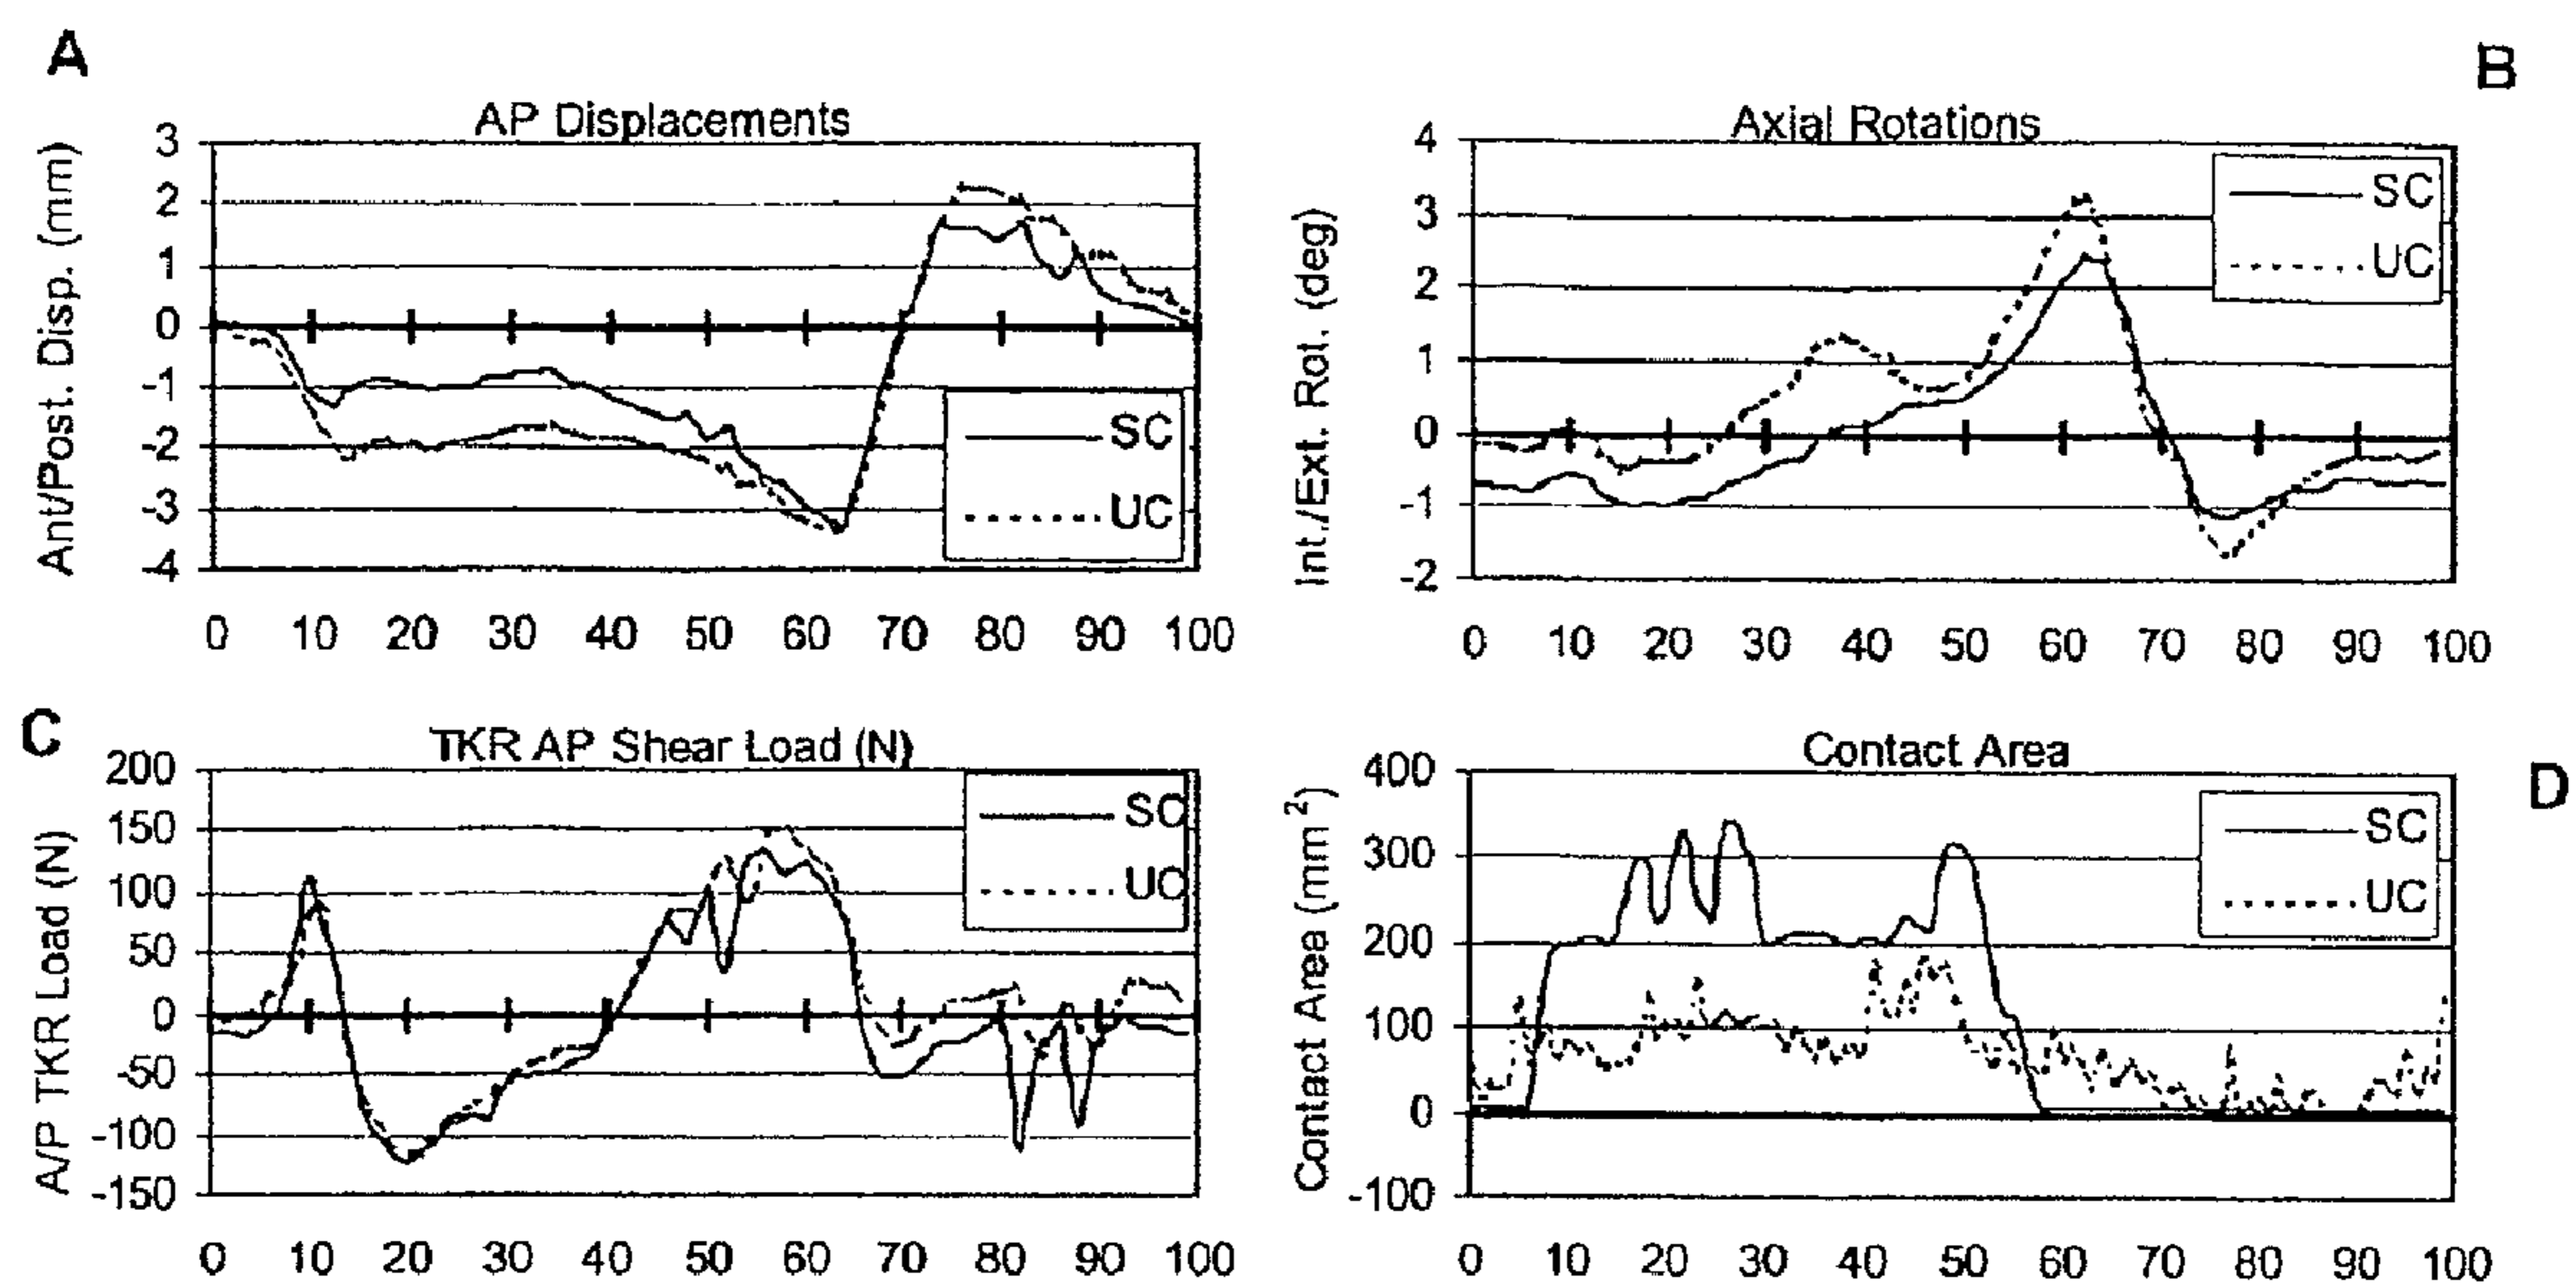 A
AP Displacements
Ant/Post. Disp. (mm)
3
2
1
0
-1
-2
-3
-4
SC
UC
0 10 20 30 40 50 60 70 80 90 100
B
Axial Rotations
Int./Ext. Rot. (deg)
4
3
2
1
0
-1
-2
SC
UC
0 10 20 30 40 50 60 70 80 90 100
C
TKR AP Shear Load (N)
A/P TKR Load (N)
200
150
100
50
0
-50
-100
-150
SC
UC
0 10 20 30 40 50 60 70 80 90 100
D
Contact Area
Contact Area (mm²)
400
300
200
100
0
-100
SC
UC
0 10 20 30 40 50 60 70 80 90 100